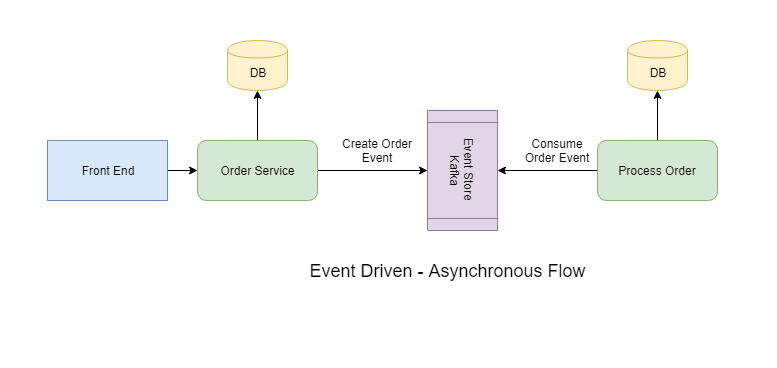 DB
DB
Front End
Order Service
Create Order
Event
Event Store
Kafka
Consume
Order Event
Process Order
Event Driven - Asynchronous Flow